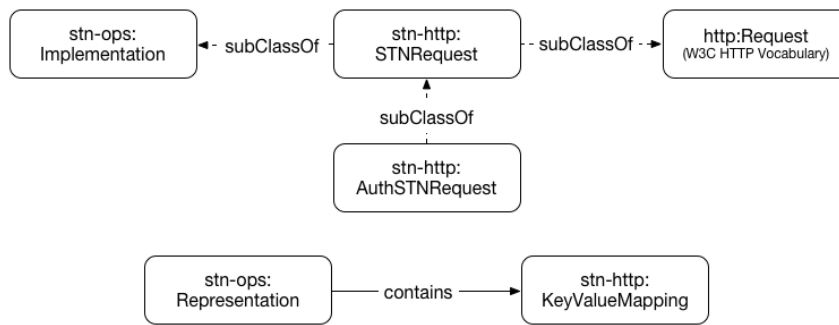 stn-ops:
Implementation
subClassOf
stn-http:
STNRequest
subClassOf
http:Request
(W3C HTTP Vocabulary)
subClassOf
stn-http:
AuthSTNRequest
stn-ops:
Representation
contains
stn-http:
KeyValueMapping